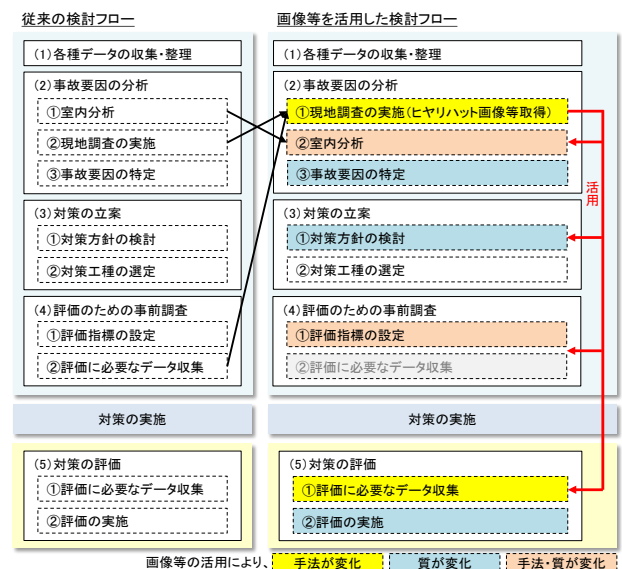 従来の検討フロー
(1)各種データの収集・整理
(2)事故要因の分析
①室内分析
②現地調査の実施
③事故要因の特定
(3)対策の立案
①対策方針の検討
②対策工種の選定
(4)評価のための事前調査
①評価指標の設定
②評価に必要なデータ収集
対策の実施
(5)対策の評価
①評価に必要なデータ収集
②評価の実施
画像等を活用した検討フロー
(1)各種データの収集・整理
(2)事故要因の分析
①現地調査の実施(ヒヤリハット画像等取得)
②室内分析
③事故要因の特定
(3)対策の立案
①対策方針の検討
②対策工種の選定
(4)評価のための事前調査
①評価指標の設定
②評価に必要なデータ収集
対策の実施
(5)対策の評価
①評価に必要なデータ収集
②評価の実施
活用
画像等の活用により、 手法が変化 質が変化 手法・質が変化